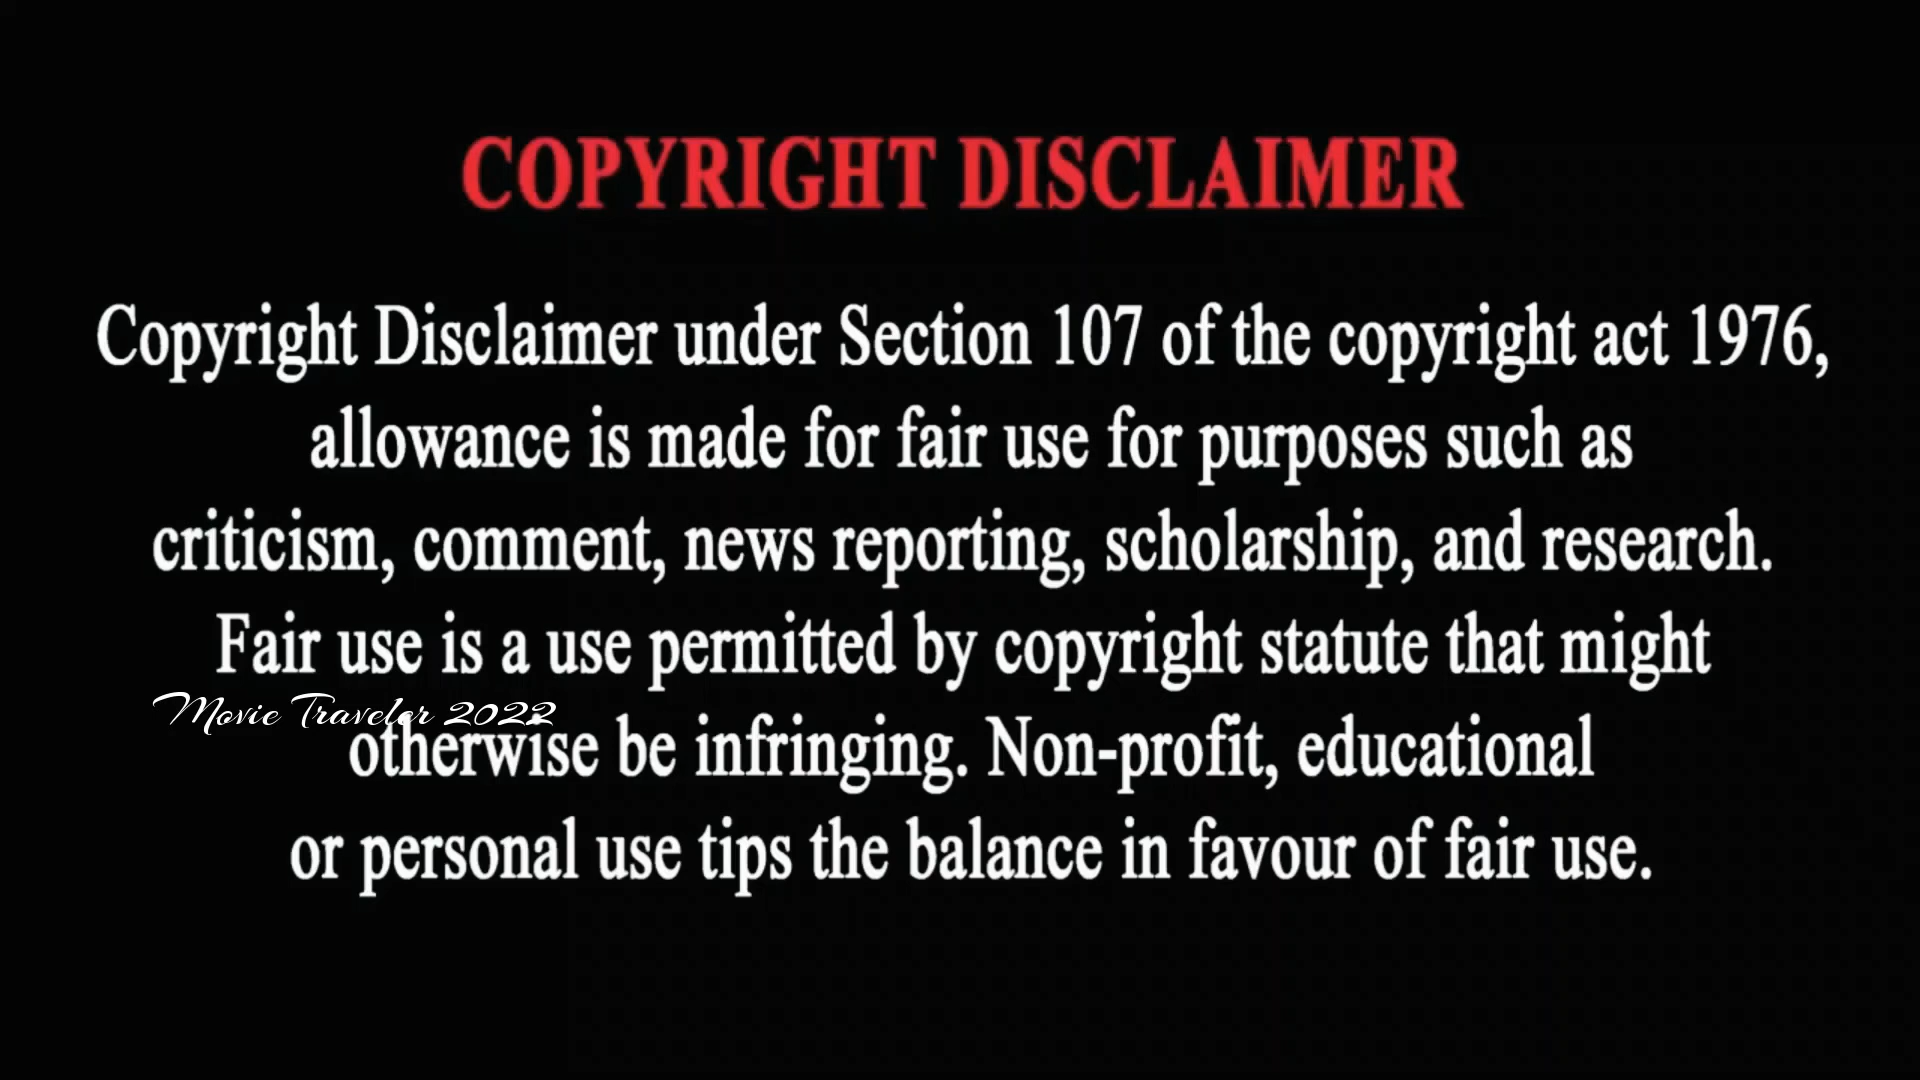 COPYRIGHT DISCLAIMER
Copyright Disclaimer under Section 107 of the copyright act 1976,
allowance is made for fair use for purposes such as
criticism, comment, news reporting, scholarship, and research.
Fair use is a use permitted by copyright statute that might
Movie Traveler 2022
otherwise be infringing. Non-profit, educational
or personal use tips the balance in favour of fair use.